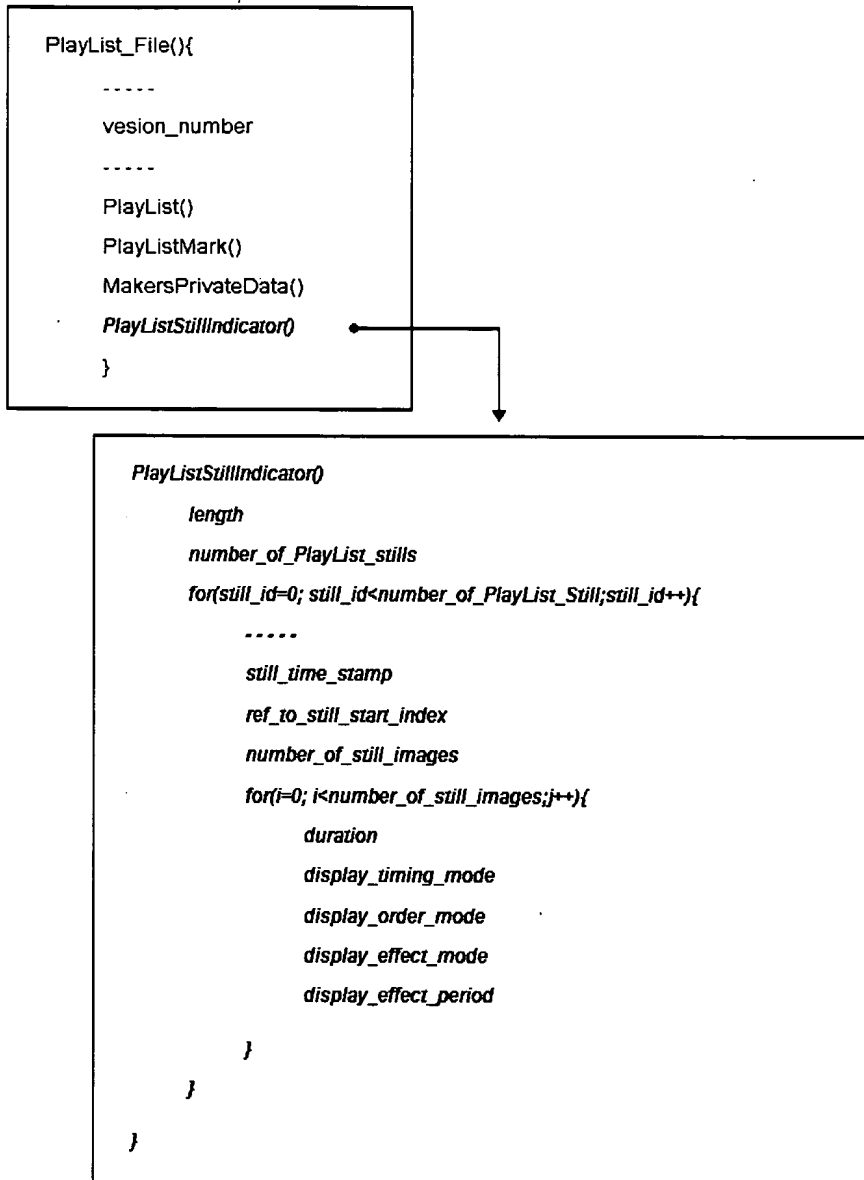 PlayList_File(){
-----
vesion_number
-----
PlayList()
PlayListMark()
MakersPrivateData()
PlayListStillIndicator()
}
PlayListStillIndicator()
length
number_of_PlayList_stills
for(still_id=0; still_id<number_of_PlayList_Still;still_id++){
-----
still_time_stamp
ref_to_still_start_index
number_of_still_images
for(i=0; i<number_of_still_images;j++){
duration
display_timing_mode
display_order_mode
display_effect_mode
display_effect_period
}
}
}